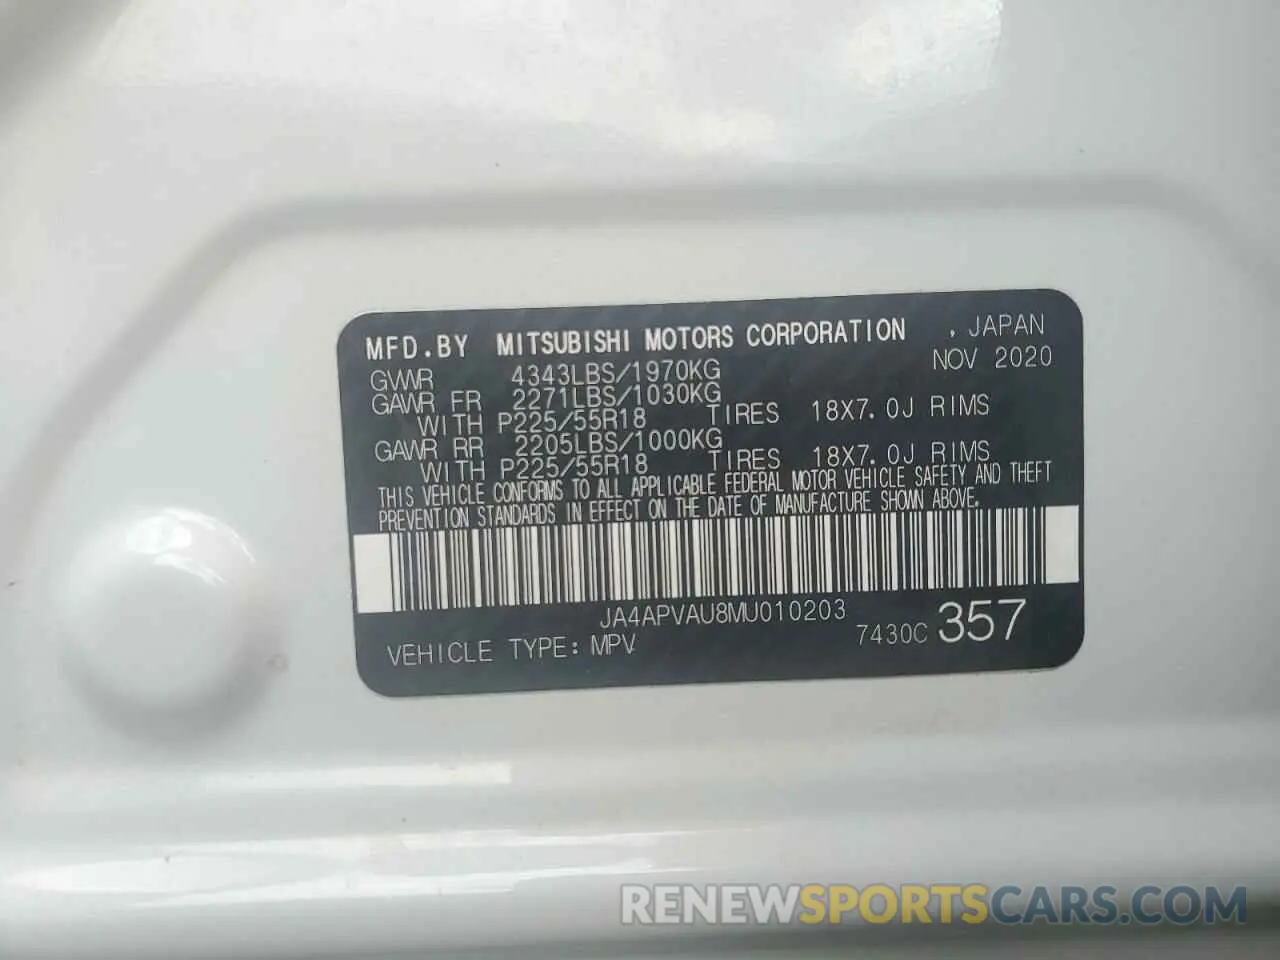 MFD.BY MITSUBISHI MOTORS CORPORATION , JAPAN
NOV 2020
GVWR 4343LBS/1970KG
GAWR FR 2271LBS/1030KG
WITH P225/55R18 TIRES 18X7.0J RIMS
GAWR RR 2205LBS/1000KG
WITH P225/55R18 TIRES 18X7.0J RIMS
THIS VEHICLE CONFORMS TO ALL APPLICABLE FEDERAL MOTOR VEHICLE SAFETY AND THEFT
PREVENTION STANDARDS IN EFFECT ON THE DATE OF MANUFACTURE SHOWN ABOVE.
JA4APVAU8MU010203
VEHICLE TYPE: MPV 7430C 357
RENEWSPORTSCARS.COM